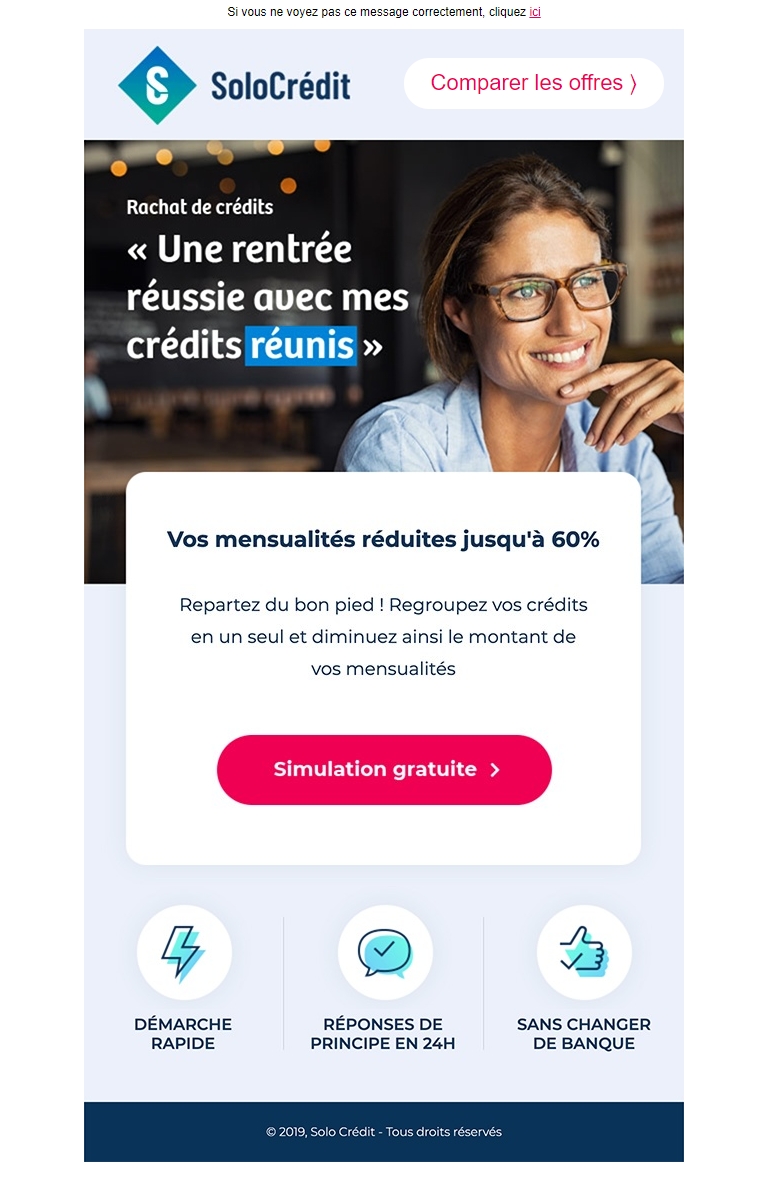 Si vous ne voyez pas ce message correctement, cliquez ici
SoloCrédit
Comparer les offres ⟩
Rachat de crédits
« Une rentrée
réussie avec mes
crédits réunis »
Vos mensualités réduites jusqu'à 60%
Repartez du bon pied ! Regroupez vos crédits
en un seul et diminuez ainsi le montant de
vos mensualités
Simulation gratuite >
DÉMARCHE
RAPIDE
RÉPONSES DE
PRINCIPE EN 24H
SANS CHANGER
DE BANQUE
© 2019, Solo Crédit - Tous droits réservés